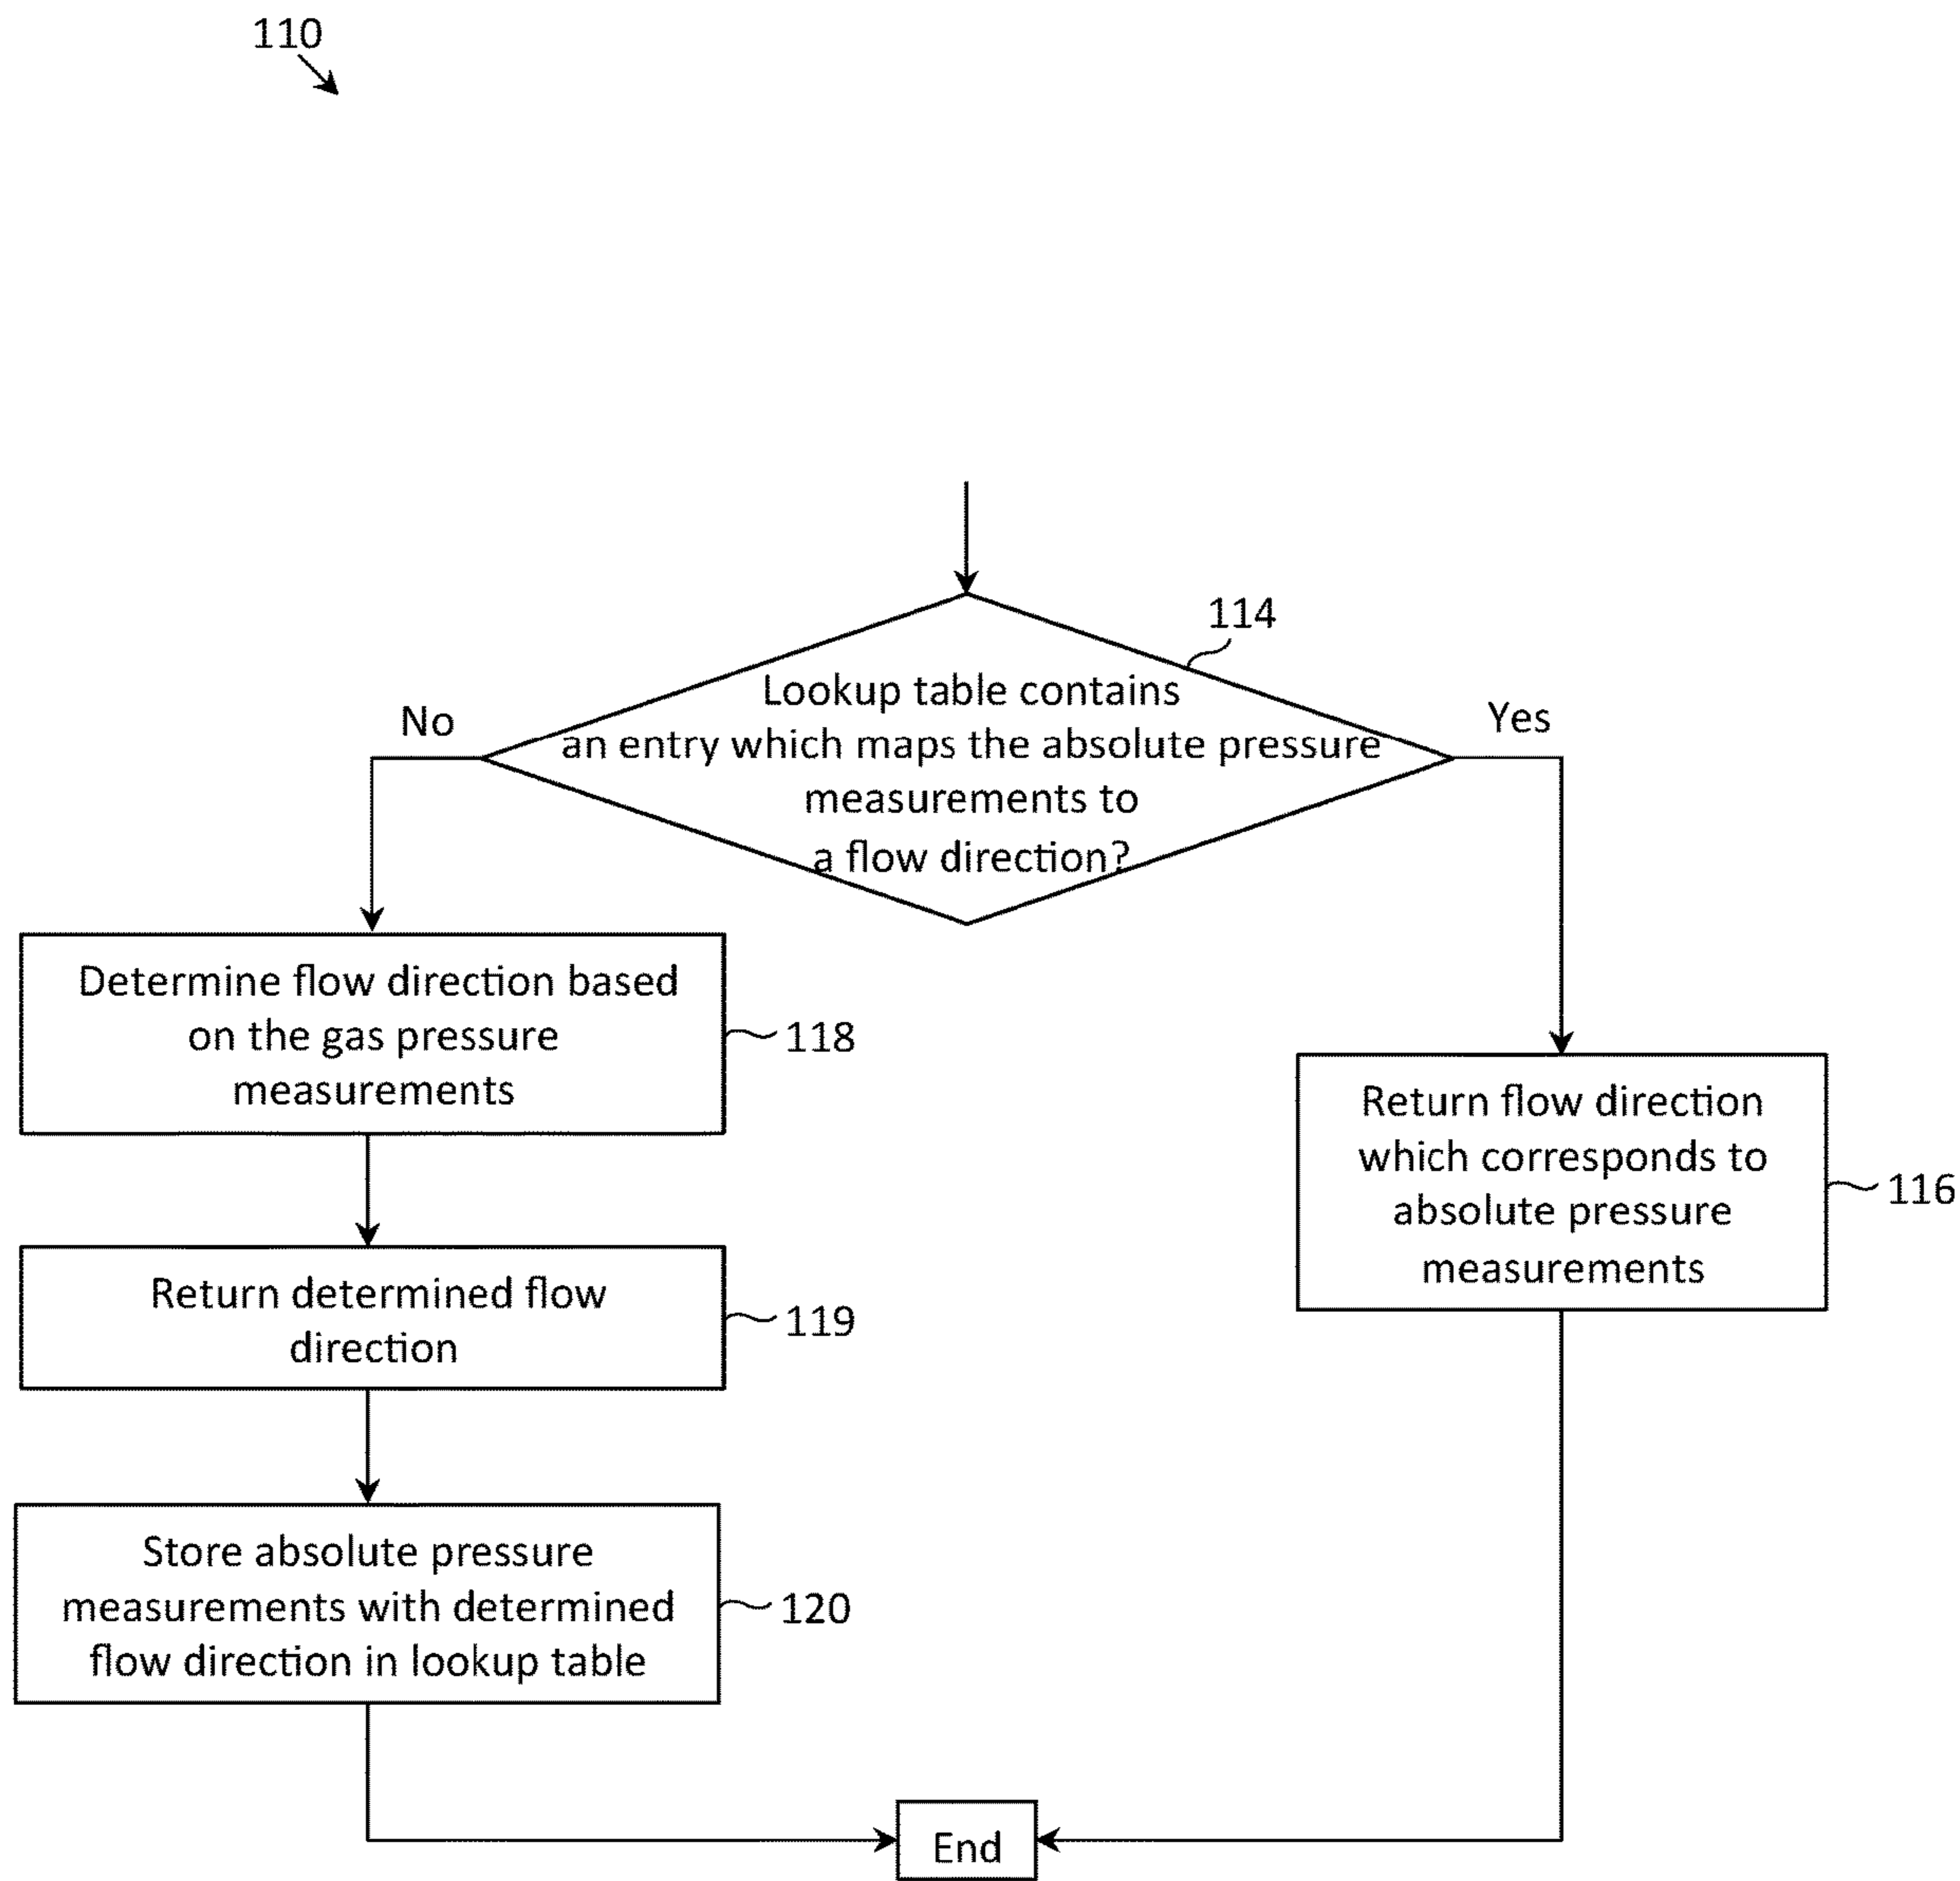 110
114
Lookup table contains
an entry which maps the absolute pressure
measurements to
a flow direction?
No
Yes
Determine flow direction based
on the gas pressure
measurements
118
Return flow direction
which corresponds to
absolute pressure
measurements
116
Return determined flow
direction
119
Store absolute pressure
measurements with determined
flow direction in lookup table
120
End